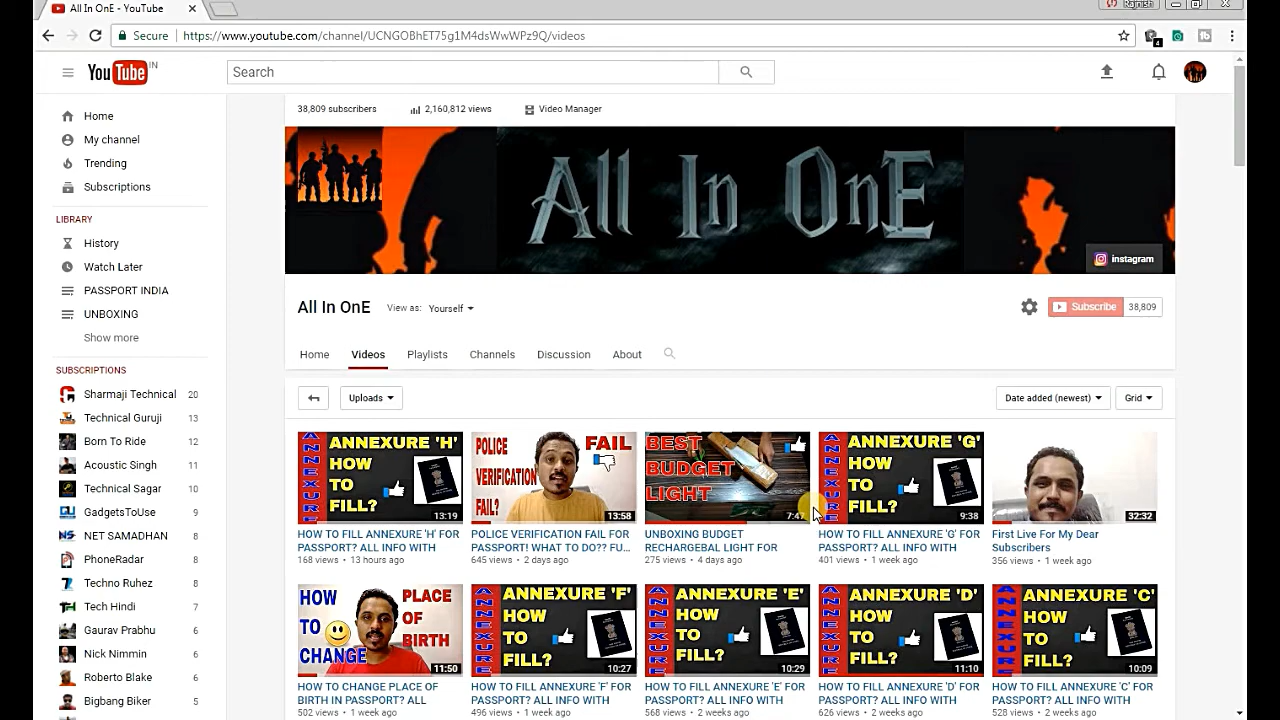 All In OnE - YouTube
Rajnish
Secure
https://www.youtube.com/channel/UCNGOBhET75g1M4dsWwWPz9Q/videos
4
YouTube IN
Search
Home
My channel
Trending
Subscriptions
LIBRARY
History
Watch Later
PASSPORT INDIA
UNBOXING
Show more
SUBSCRIPTIONS
Sharmaji Technical 20
Technical Guruji 13
Born To Ride 12
Acoustic Singh 11
Technical Sagar 10
GadgetsToUse 9
NET SAMADHAN 8
PhoneRadar 8
Techno Ruhez 8
Tech Hindi 7
Gaurav Prabhu 6
Nick Nimmin 6
Roberto Blake 6
Bigbang Biker 5
38,809 subscribers
2,160,812 views
Video Manager
All In OnE
instagram
All In OnE
View as: Yourself
Subscribe 38,809
Home Videos Playlists Channels Discussion About
Uploads
Date added (newest)
Grid
ANNEXURE
ANNEXURE 'H'
HOW
TO
FILL?
13:19
HOW TO FILL ANNEXURE 'H' FOR
PASSPORT? ALL INFO WITH
168 views • 13 hours ago
POLICE
VERIFICATION
FAIL?
FAIL
13:58
POLICE VERIFICATION FAIL FOR
PASSPORT! WHAT TO DO?? FU...
645 views • 2 days ago
BEST
BUDGET
LIGHT
UNBOXING BUDGET
RECHARGEBAL LIGHT FOR
275 views • 4 days ago
ANNEXURE
ANNEXURE 'G'
HOW
TO
FILL?
9:38
HOW TO FILL ANNEXURE 'G' FOR
PASSPORT? ALL INFO WITH
401 views • 1 week ago
32:32
First Live For My Dear
Subscribers
356 views • 1 week ago
HOW
TO
CHANGE
PLACE
OF
BIRTH
11:50
HOW TO CHANGE PLACE OF
BIRTH IN PASSPORT? ALL
502 views • 1 week ago
ANNEXURE
ANNEXURE 'F'
HOW
TO
FILL?
10:27
HOW TO FILL ANNEXURE 'F' FOR
PASSPORT? ALL INFO WITH
496 views • 1 week ago
ANNEXURE
ANNEXURE 'E'
HOW
TO
FILL?
10:29
HOW TO FILL ANNEXURE 'E' FOR
PASSPORT? ALL INFO WITH
568 views • 2 weeks ago
ANNEXURE
ANNEXURE 'D'
HOW
TO
FILL?
11:10
HOW TO FILL ANNEXURE 'D' FOR
PASSPORT? ALL INFO WITH
626 views • 2 weeks ago
ANNEXURE
ANNEXURE 'C'
HOW
TO
FILL?
10:09
HOW TO FILL ANNEXURE 'C' FOR
PASSPORT? ALL INFO WITH
528 views • 2 weeks ago